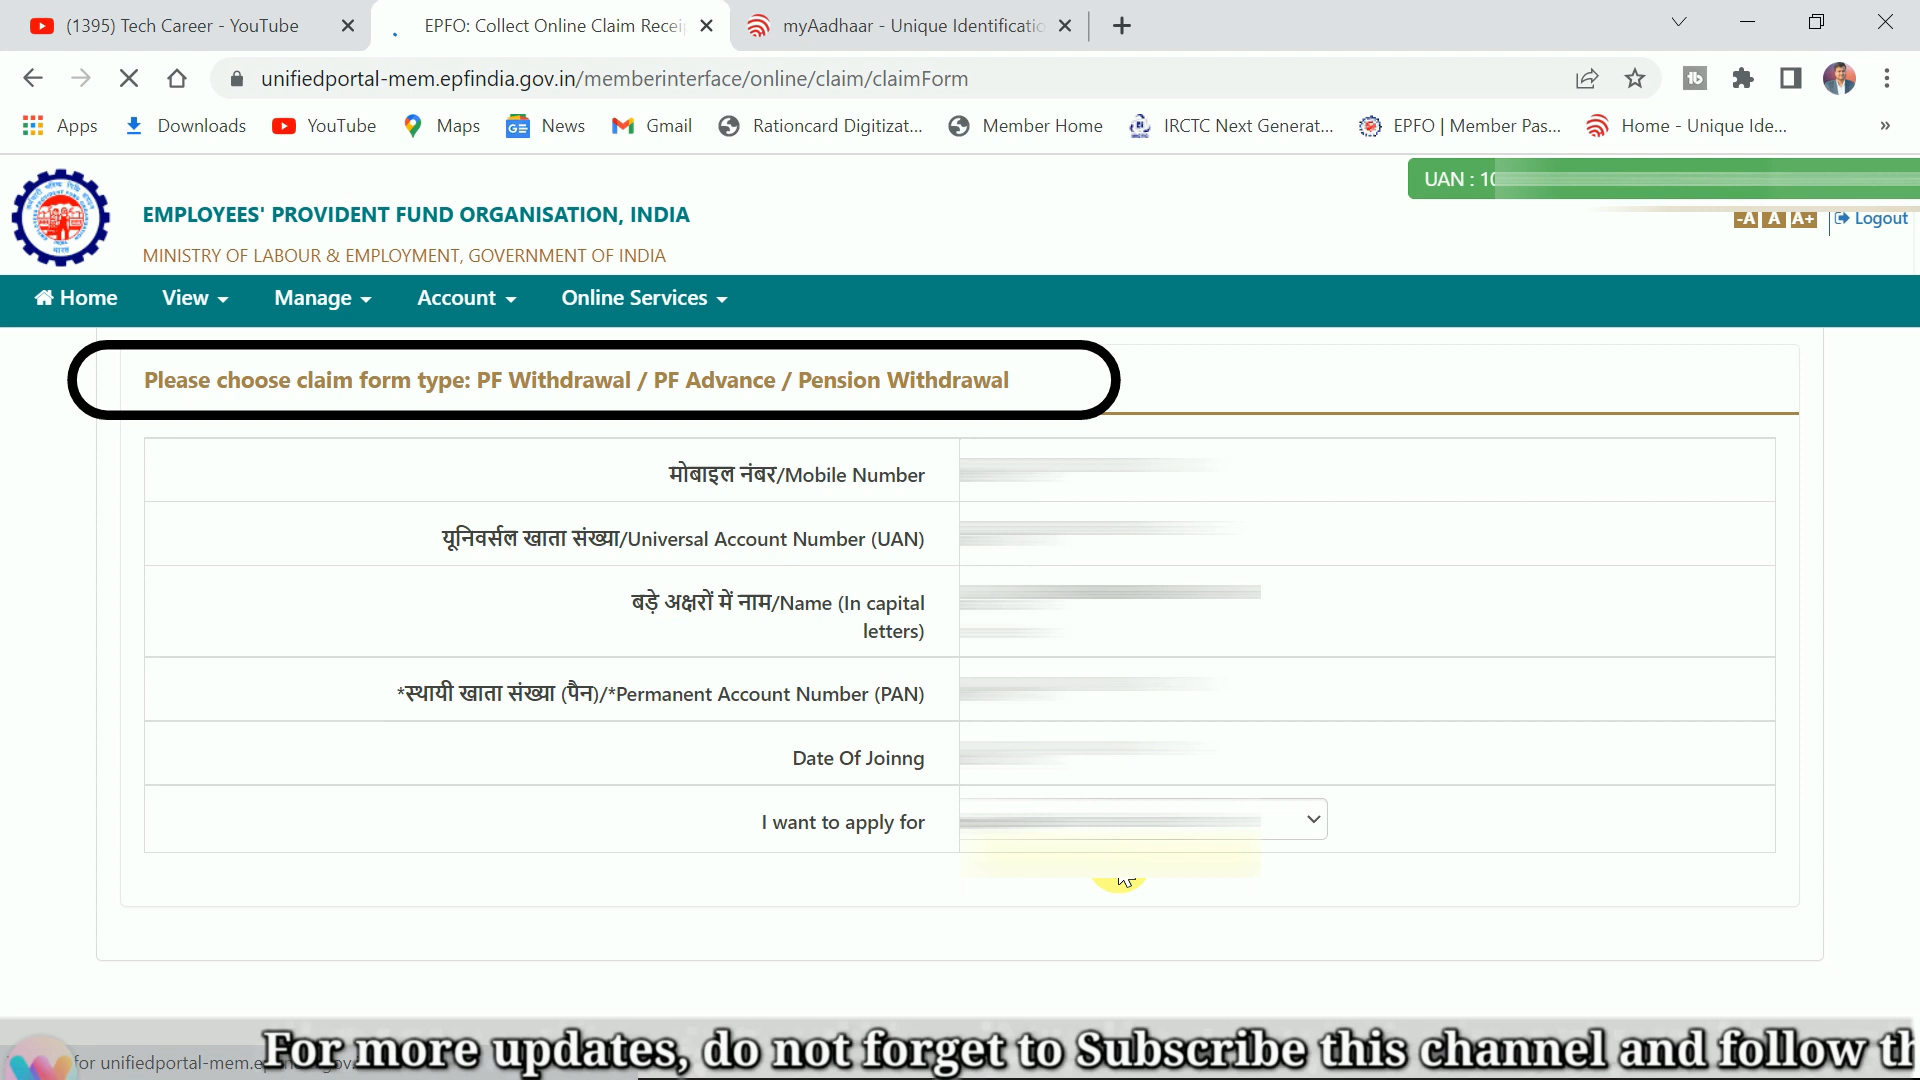 (1395) Tech Career - YouTube
EPFO: Collect Online Claim Recei
myAadhaar - Unique Identificatio
unifiedportal-mem.epfindia.gov.in/memberinterface/online/claim/claimForm
Apps Downloads YouTube Maps News Gmail Rationcard Digitizat... Member Home IRCTC Next Generat... EPFO | Member Pas... Home - Unique Ide... »
UAN : 10
EMPLOYEES' PROVIDENT FUND ORGANISATION, INDIA
-A A A+ Logout
MINISTRY OF LABOUR & EMPLOYMENT, GOVERNMENT OF INDIA
Home View Manage Account Online Services
Please choose claim form type: PF Withdrawal / PF Advance / Pension Withdrawal
मोबाइल नंबर/Mobile Number
यूनिवर्सल खाता संख्या/Universal Account Number (UAN)
बड़े अक्षरों में नाम/Name (In capital
letters)
*स्थायी खाता संख्या (पैन)/*Permanent Account Number (PAN)
Date Of Joinng
I want to apply for
For more updates, do not forget to Subscribe this channel and follow th
for unifiedportal-mem.ep